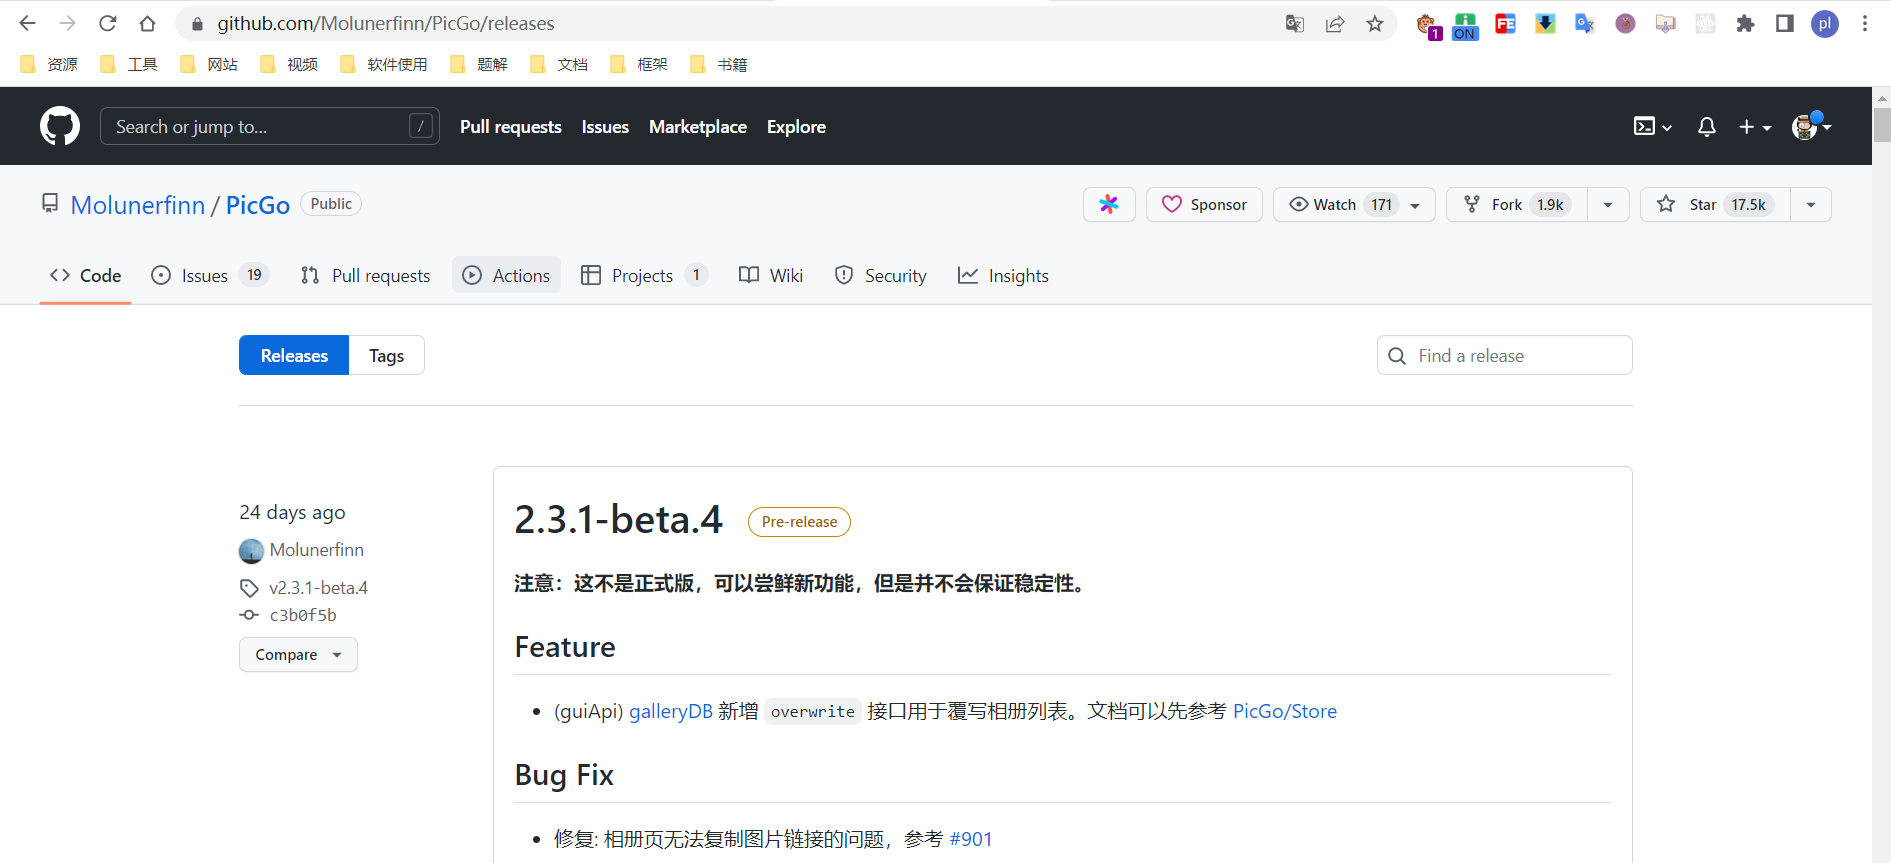 github.com/Molunerfinn/PicGo/releases
1
ON
FE
pl
资源 工具 网站 视频 软件使用 题解 文档 框架 书籍
Search or jump to... /
Pull requests Issues Marketplace Explore
Molunerfinn / PicGo Public
Sponsor Watch 171 Fork 1.9k Star 17.5k
Code Issues 19 Pull requests Actions Projects 1 Wiki Security Insights
Releases Tags
Find a release
24 days ago
Molunerfinn
v2.3.1-beta.4
c3b0f5b
Compare
2.3.1-beta.4 Pre-release
注意：这不是正式版，可以尝鲜新功能，但是并不会保证稳定性。
Feature
(guiApi) galleryDB 新增 overwrite 接口用于覆写相册列表。文档可以先参考 PicGo/Store
Bug Fix
修复: 相册页无法复制图片链接的问题，参考 #901